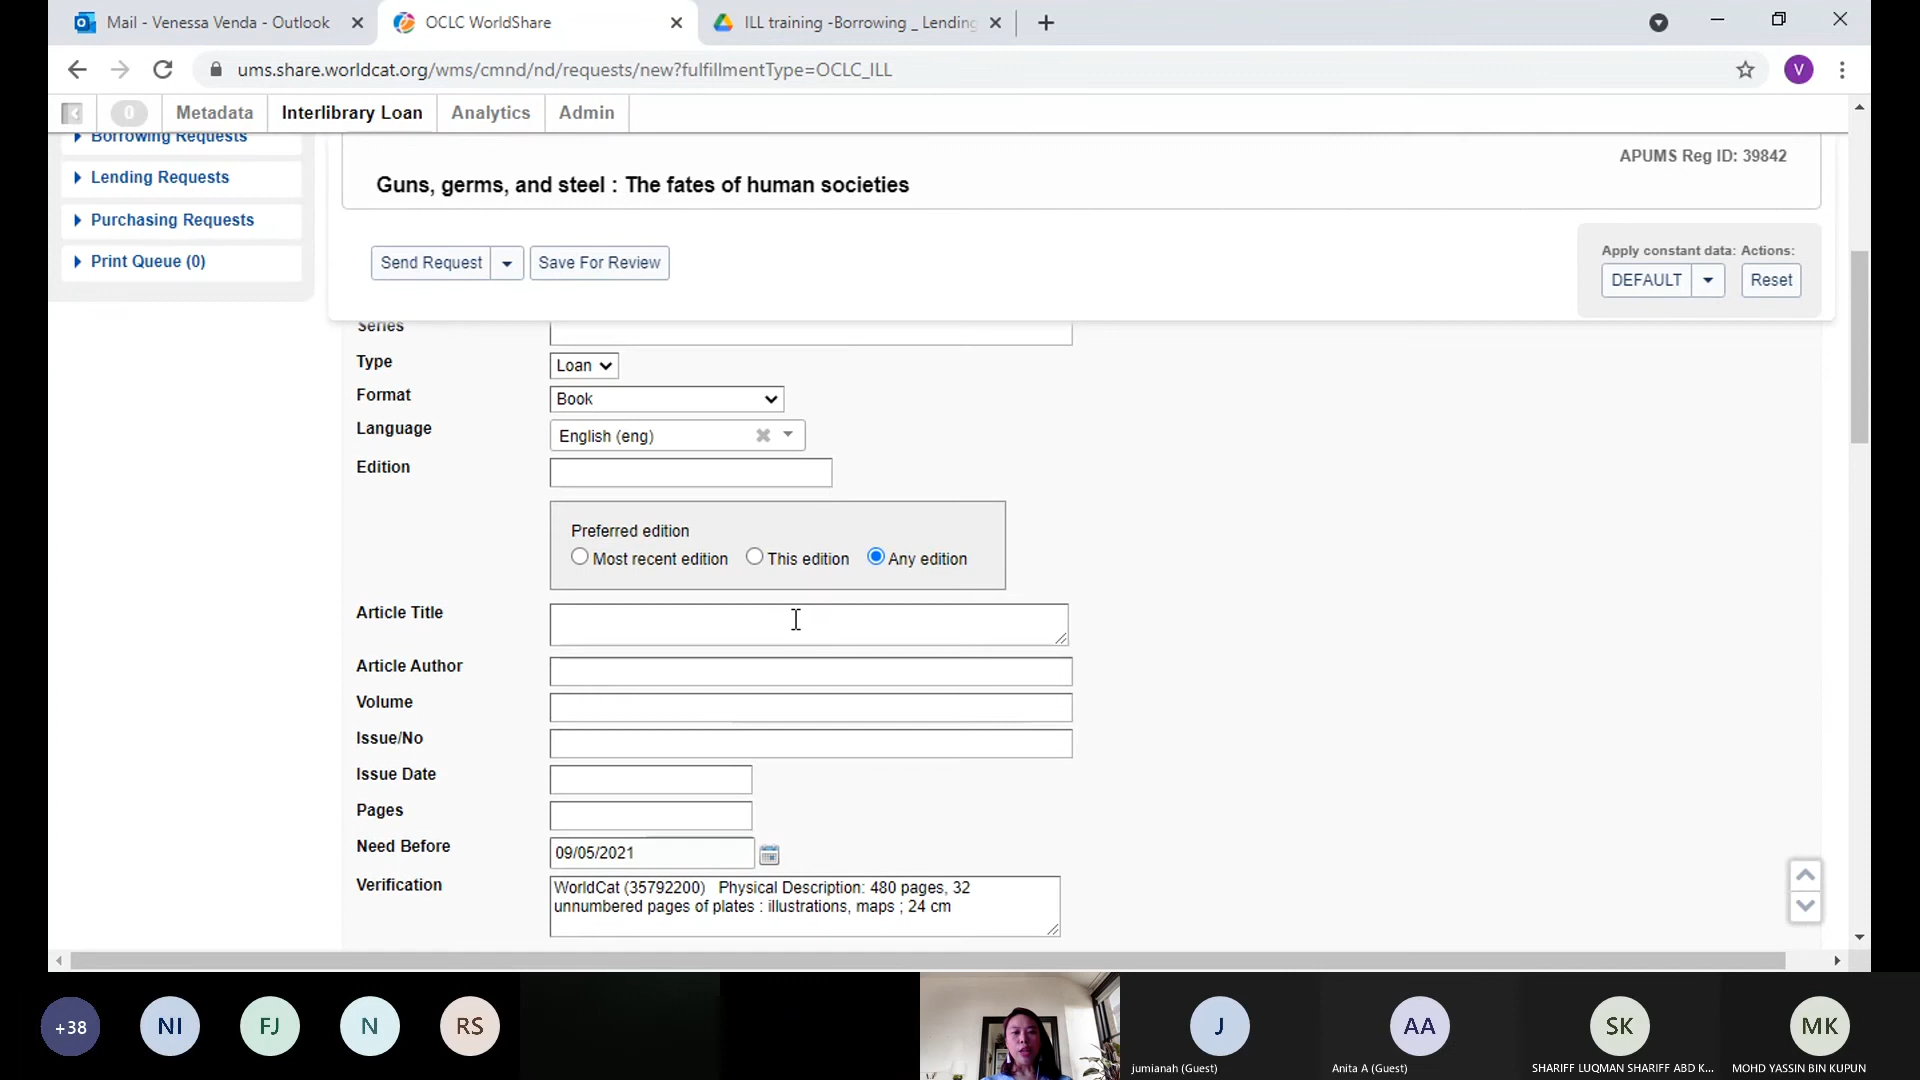 Mail - Venessa Venda - Outlook
OCLC WorldShare
ILL training -Borrowing _ Lending
ums.share.worldcat.org/wms/cmnd/nd/requests/new?fulfillmentType=OCLC_ILL
V
0
Metadata
Interlibrary Loan
Analytics
Admin
Borrowing Requests
Lending Requests
Purchasing Requests
Print Queue (0)
APUMS Reg ID: 39842
Guns, germs, and steel : The fates of human societies
Send Request
Save For Review
Apply constant data: Actions:
DEFAULT
Reset
Series
Type
Loan
Format
Book
Language
English (eng)
Edition
Preferred edition
Most recent edition This edition Any edition
Article Title
Article Author
Volume
Issue/No
Issue Date
Pages
Need Before
09/05/2021
Verification
WorldCat (35792200) Physical Description: 480 pages, 32
unnumbered pages of plates : illustrations, maps ; 24 cm
+38
NI
FJ
N
RS
J
jumianah (Guest)
AA
Anita A (Guest)
SK
SHARIFF LUQMAN SHARIFF ABD K...
MK
MOHD YASSIN BIN KUPUN